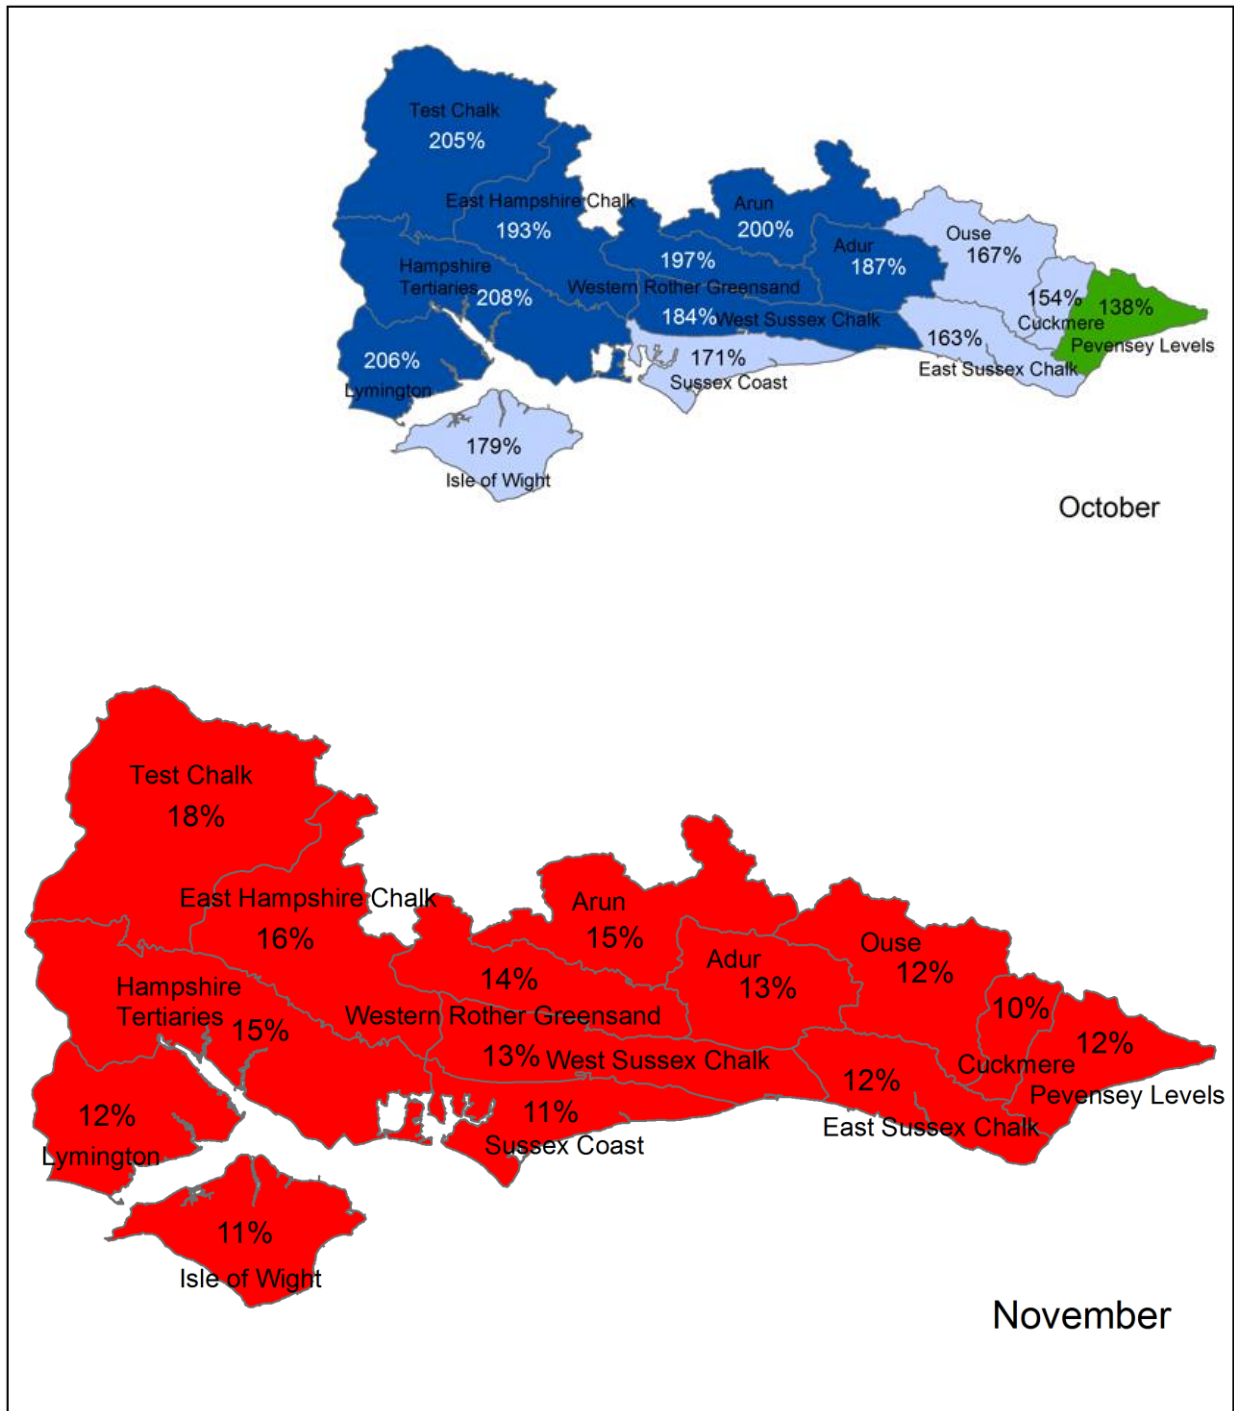 Test Chalk
205%
East Hampshire Chalk
193%
Arun
200%
Adur
187%
Ouse
167%
Hampshire
Tertiaries
208%
197%
Western Rother Greensand
184%
West Sussex Chalk
154%
Cuckmere
138%
Pevensey Levels
163%
East Sussex Chalk
206%
Lymington
171%
Sussex Coast
179%
Isle of Wight
October
Test Chalk
18%
East Hampshire Chalk
16%
Arun
15%
Adur
13%
Ouse
12%
Hampshire
Tertiaries
15%
14%
Western Rother Greensand
13%
West Sussex Chalk
10%
Cuckmere
12%
Pevensey Levels
12%
East Sussex Chalk
12%
Lymington
11%
Sussex Coast
11%
Isle of Wight
November